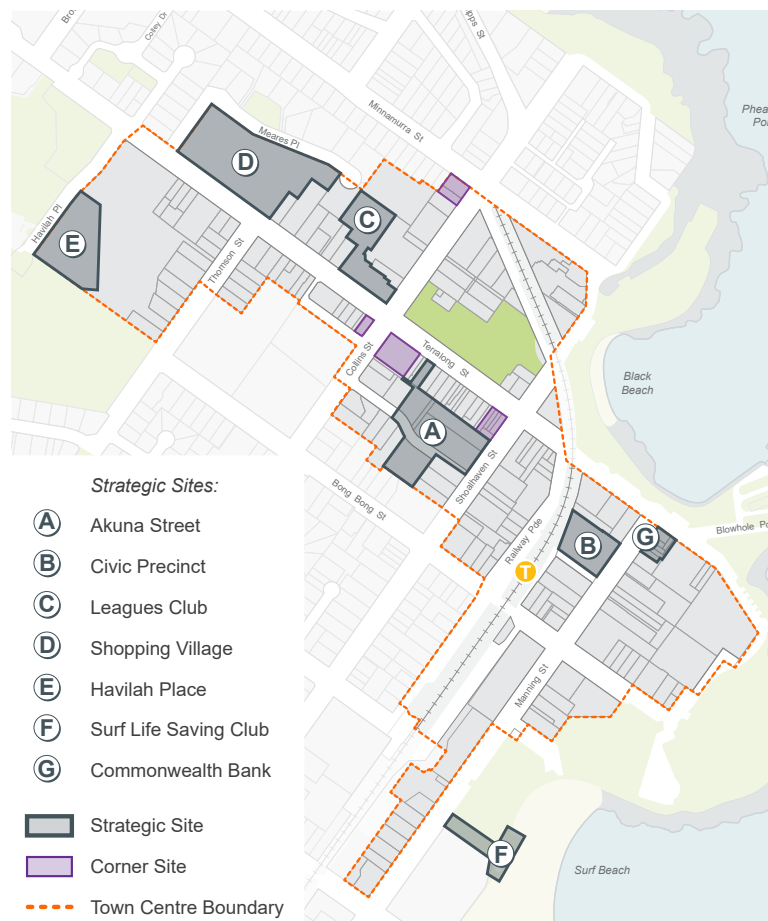 Colley Dr
Minnamurra St
Meares Pl
D
C
Havilah Pl
E
Thomson St
Collins St
Terralong St
A
Shoalhaven St
Bong Bong St
Black
Beach
Railway Pde
B
G
T
Manning St
F
Surf Beach
Strategic Sites:
A Akuna Street
B Civic Precinct
C Leagues Club
D Shopping Village
E Havilah Place
F Surf Life Saving Club
G Commonwealth Bank
Strategic Site
Corner Site
Town Centre Boundary